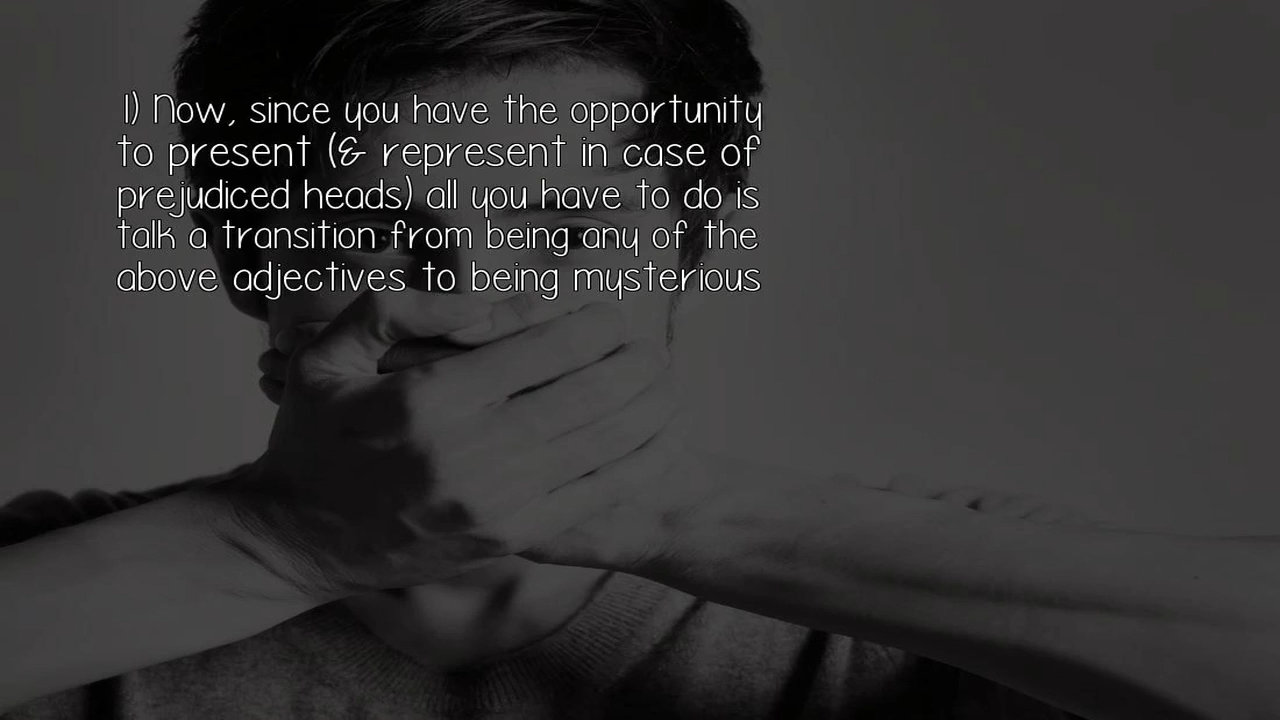 1) Now, since you have the opportunity
to present (& represent in case of
prejudiced heads) all you have to do is
talk a transition from being any of the
above adjectives to being mysterious